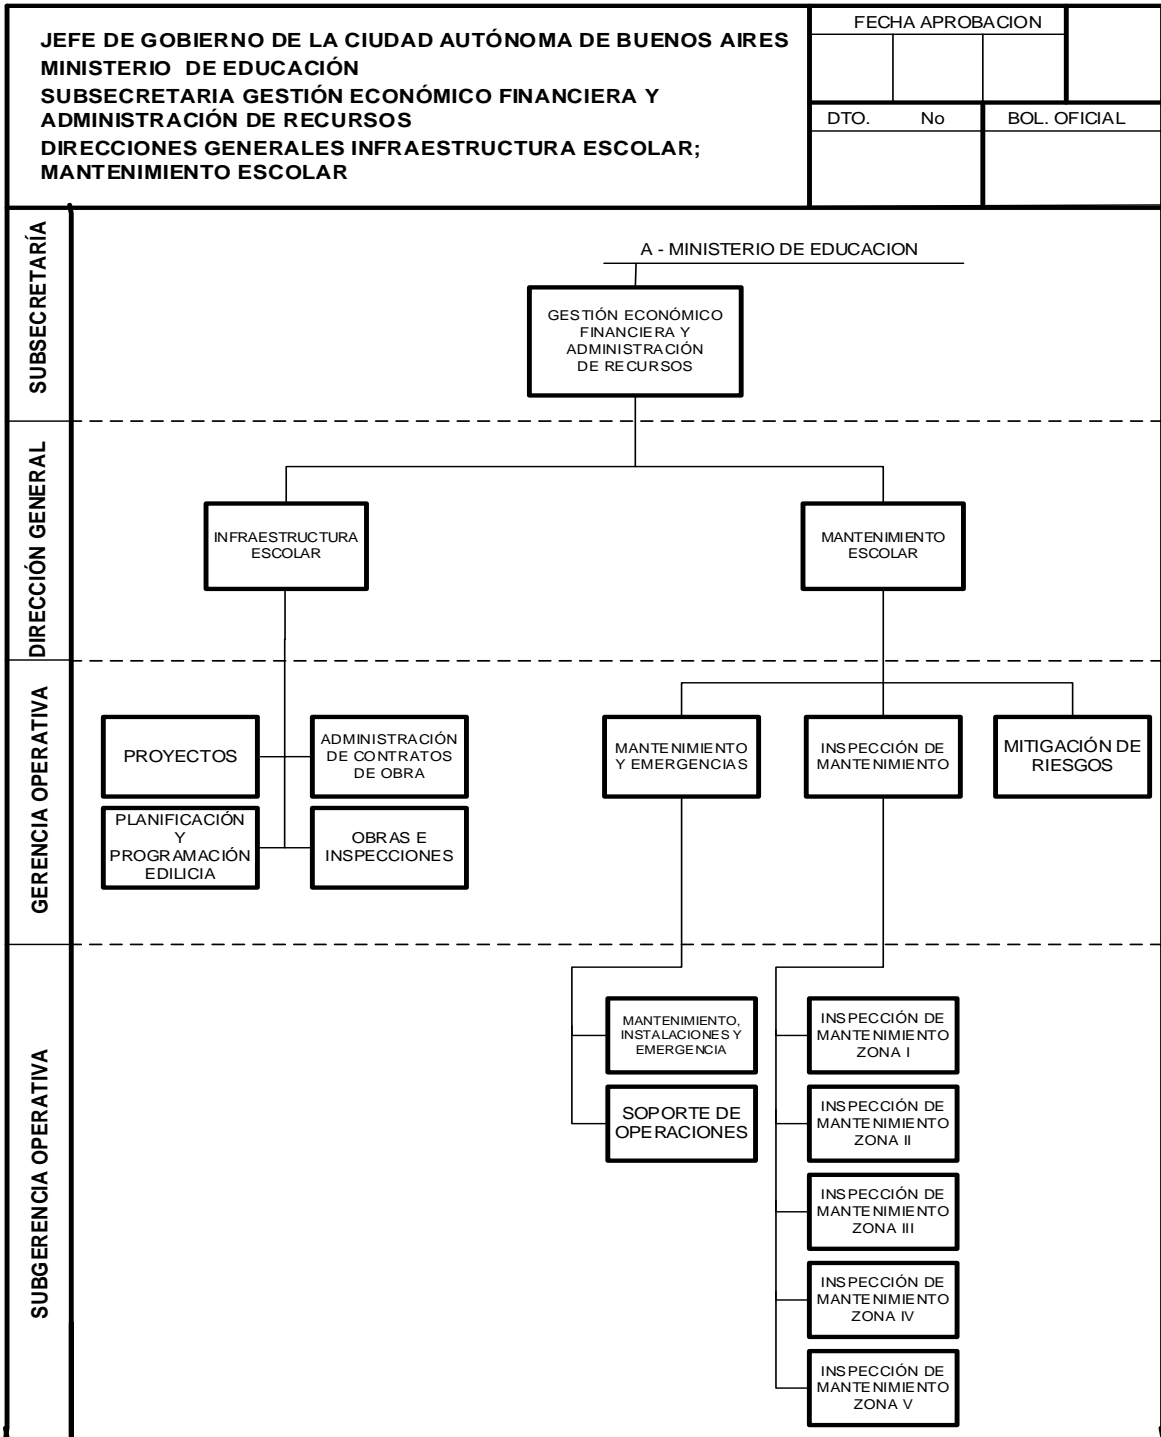 JEFE DE GOBIERNO DE LA CIUDAD AUTÓNOMA DE BUENOS AIRES
MINISTERIO DE EDUCACIÓN
SUBSECRETARIA GESTIÓN ECONÓMICO FINANCIERA Y
ADMINISTRACIÓN DE RECURSOS
DIRECCIONES GENERALES INFRAESTRUCTURA ESCOLAR;
MANTENIMIENTO ESCOLAR
FECHA APROBACION
DTO. No
BOL. OFICIAL
SUBSECRETARÍA
A - MINISTERIO DE EDUCACION
GESTIÓN ECONÓMICO
FINANCIERA Y
ADMINISTRACIÓN
DE RECURSOS
DIRECCIÓN GENERAL
INFRAESTRUCTURA
ESCOLAR
MANTENIMIENTO
ESCOLAR
GERENCIA OPERATIVA
PROYECTOS
ADMINISTRACIÓN
DE CONTRATOS
DE OBRA
PLANIFICACIÓN
Y
PROGRAMACIÓN
EDILICIA
OBRAS E
INSPECCIONES
MANTENIMIENTO
Y EMERGENCIAS
INSPECCIÓN DE
MANTENIMIENTO
MITIGACIÓN DE
RIESGOS
SUBGERENCIA OPERATIVA
MANTENIMIENTO,
INSTALACIONES Y
EMERGENCIA
SOPORTE DE
OPERACIONES
INSPECCIÓN DE
MANTENIMIENTO
ZONA I
INSPECCIÓN DE
MANTENIMIENTO
ZONA II
INSPECCIÓN DE
MANTENIMIENTO
ZONA III
INSPECCIÓN DE
MANTENIMIENTO
ZONA IV
INSPECCIÓN DE
MANTENIMIENTO
ZONA V